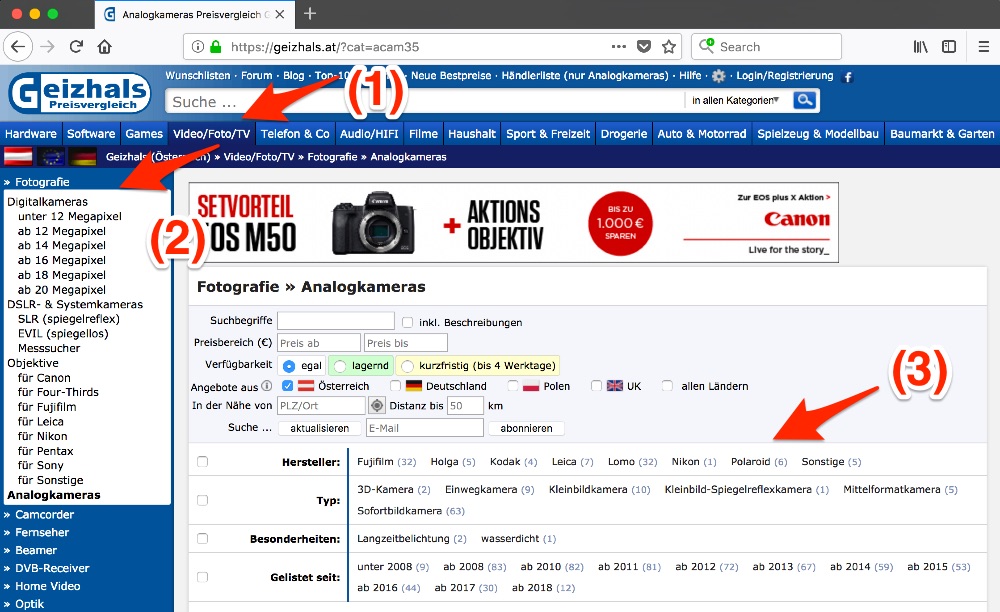 Analogkameras Preisvergleich G
https://geizhals.at/?cat=acam35
Search
Geizhals
Preisvergleich
Wunschlisten · Forum · Blog · Top-10 · Neue Bestpreise · Händlerliste (nur Analogkameras) · Hilfe · Login/Registrierung
(1)
Suche ...
in allen Kategorien
Hardware Software Games Video/Foto/TV Telefon & Co Audio/HIFI Filme Haushalt Sport & Freizeit Drogerie Auto & Motorrad Spielzeug & Modellbau Baumarkt & Garten
Geizhals (Österreich) » Video/Foto/TV » Fotografie » Analogkameras
» Fotografie
Digitalkameras
unter 12 Megapixel
ab 12 Megapixel
ab 14 Megapixel
ab 16 Megapixel
ab 18 Megapixel
ab 20 Megapixel
DSLR- & Systemkameras
SLR (spiegelreflex)
EVIL (spiegellos)
Messsucher
Objektive
für Canon
für Four-Thirds
für Fujifilm
für Leica
für Nikon
für Pentax
für Sony
für Sonstige
Analogkameras
» Camcorder
» Fernseher
» Beamer
» DVB-Receiver
» Home Video
» Optik
(2)
SETVORTEIL
EOS M50
Canon
+ AKTIONS
OBJEKTIV
BIS ZU
1.000 €
SPAREN
Zur EOS plus X Aktion >
Canon
Live for the story_
Fotografie » Analogkameras
Suchbegriffe inkl. Beschreibungen
Preisbereich (€) Preis ab Preis bis
Verfügbarkeit egal lagernd kurzfristig (bis 4 Werktage)
Angebote aus Österreich Deutschland Polen UK allen Ländern
In der Nähe von PLZ/Ort Distanz bis 50 km
Suche ... aktualisieren E-Mail abonnieren
(3)
Hersteller: Fujifilm (32) Holga (5) Kodak (4) Leica (7) Lomo (32) Nikon (1) Polaroid (6) Sonstige (5)
Typ: 3D-Kamera (2) Einwegkamera (9) Kleinbildkamera (10) Kleinbild-Spiegelreflexkamera (1) Mittelformatkamera (5)
Sofortbildkamera (63)
Besonderheiten: Langzeitbelichtung (2) wasserdicht (1)
Gelistet seit: unter 2008 (9) ab 2008 (83) ab 2010 (82) ab 2011 (81) ab 2012 (72) ab 2013 (67) ab 2014 (59) ab 2015 (53)
ab 2016 (44) ab 2017 (30) ab 2018 (12)